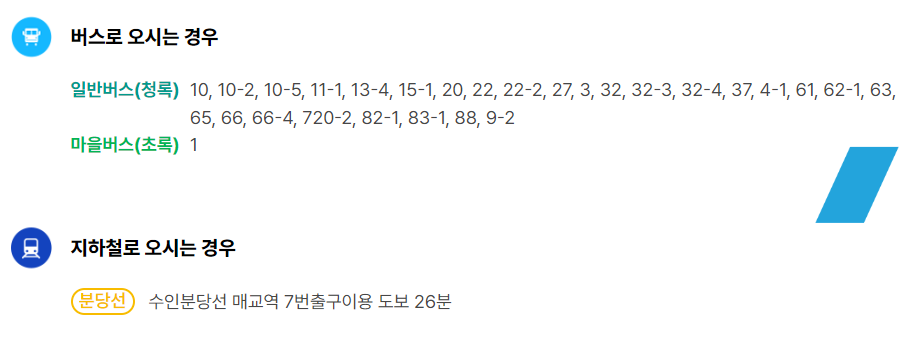 버스로 오시는 경우
일반버스(청록) 10, 10-2, 10-5, 11-1, 13-4, 15-1, 20, 22, 22-2, 27, 3, 32, 32-3, 32-4, 37, 4-1, 61, 62-1, 63,
65, 66, 66-4, 720-2, 82-1, 83-1, 88, 9-2
마을버스(초록) 1
지하철로 오시는 경우
분당선 수인분당선 매교역 7번출구이용 도보 26분